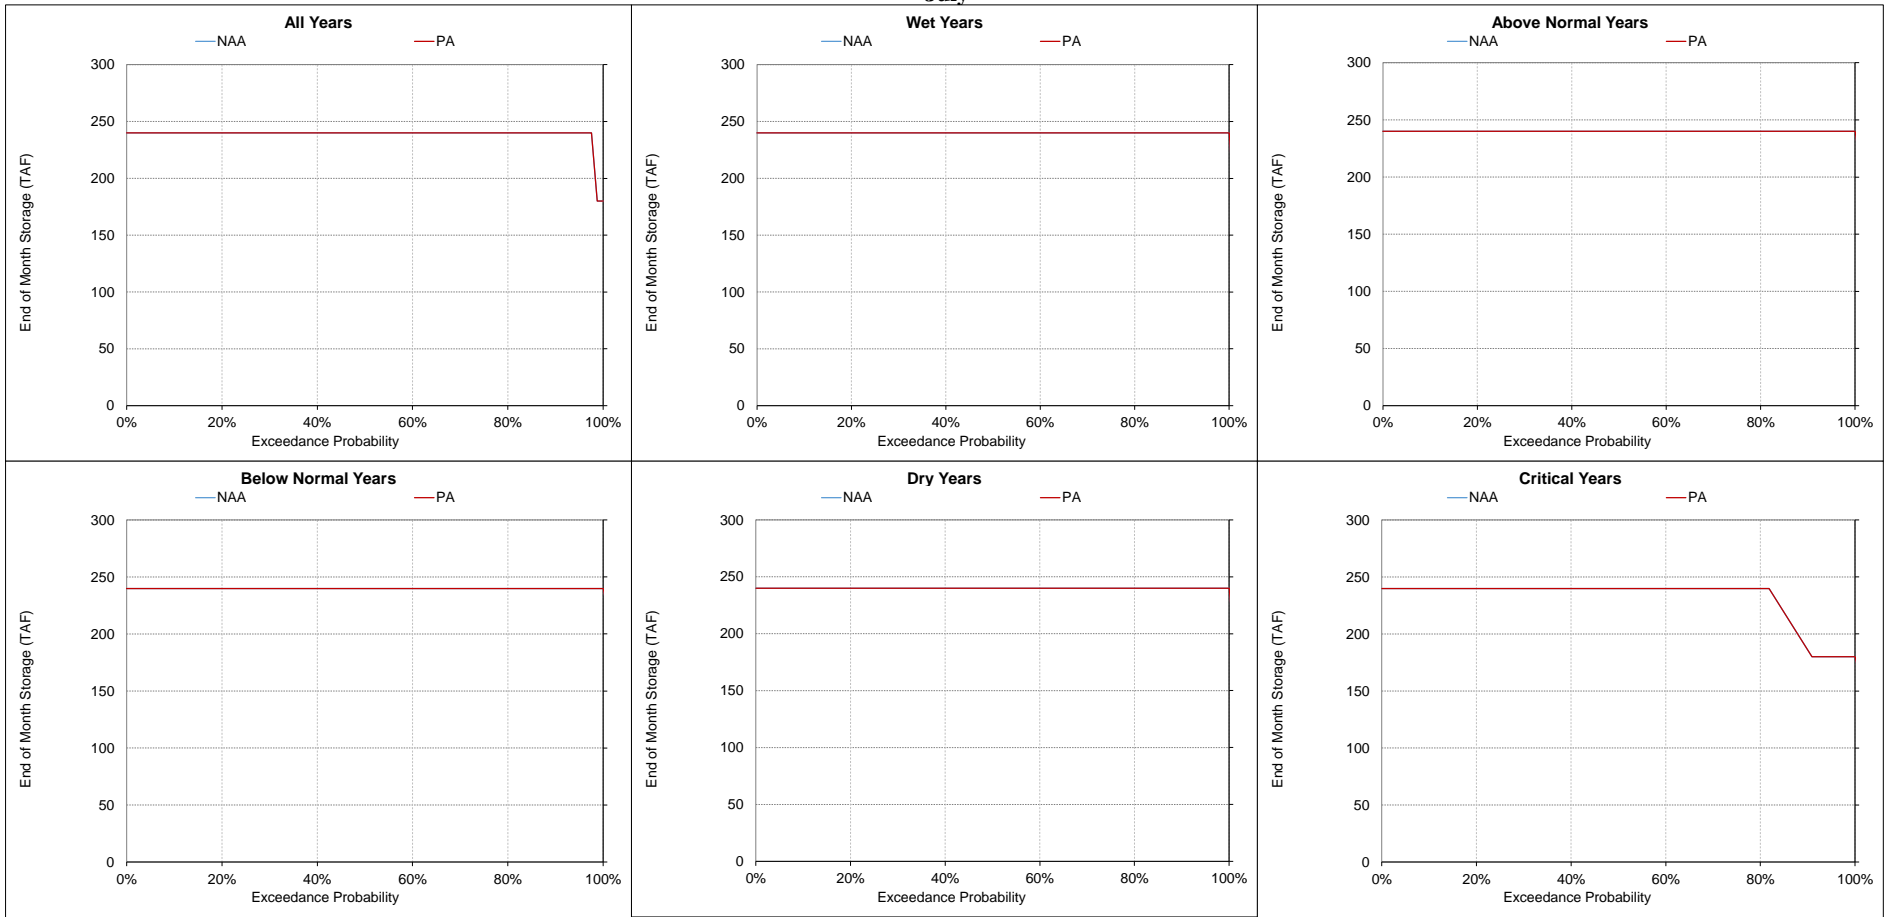 All Years
NAA PA
300
250
200
150
100
50
0
End of Month Storage (TAF)
0% 20% 40% 60% 80% 100%
Exceedance Probability
Wet Years
NAA PA
300
250
200
150
100
50
0
End of Month Storage (TAF)
0% 20% 40% 60% 80% 100%
Exceedance Probability
Above Normal Years
NAA PA
300
250
200
150
100
50
0
End of Month Storage (TAF)
0% 20% 40% 60% 80% 100%
Exceedance Probability
Below Normal Years
NAA PA
300
250
200
150
100
50
0
End of Month Storage (TAF)
0% 20% 40% 60% 80% 100%
Exceedance Probability
Dry Years
NAA PA
300
250
200
150
100
50
0
End of Month Storage (TAF)
0% 20% 40% 60% 80% 100%
Exceedance Probability
Critical Years
NAA PA
300
250
200
150
100
50
0
End of Month Storage (TAF)
0% 20% 40% 60% 80% 100%
Exceedance Probability